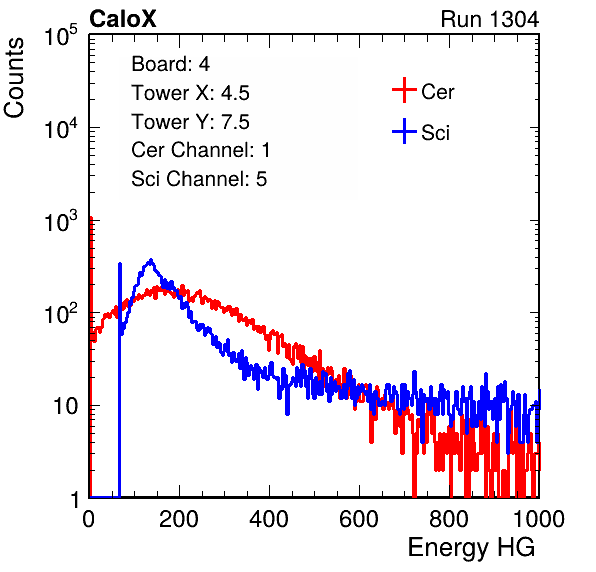 CaloX Run 1304
Counts
10^5
10^4
10^3
10^2
10
1
Board: 4
Tower X: 4.5
Tower Y: 7.5
Cer Channel: 1
Sci Channel: 5
Cer
Sci
0 200 400 600 800 1000
Energy HG